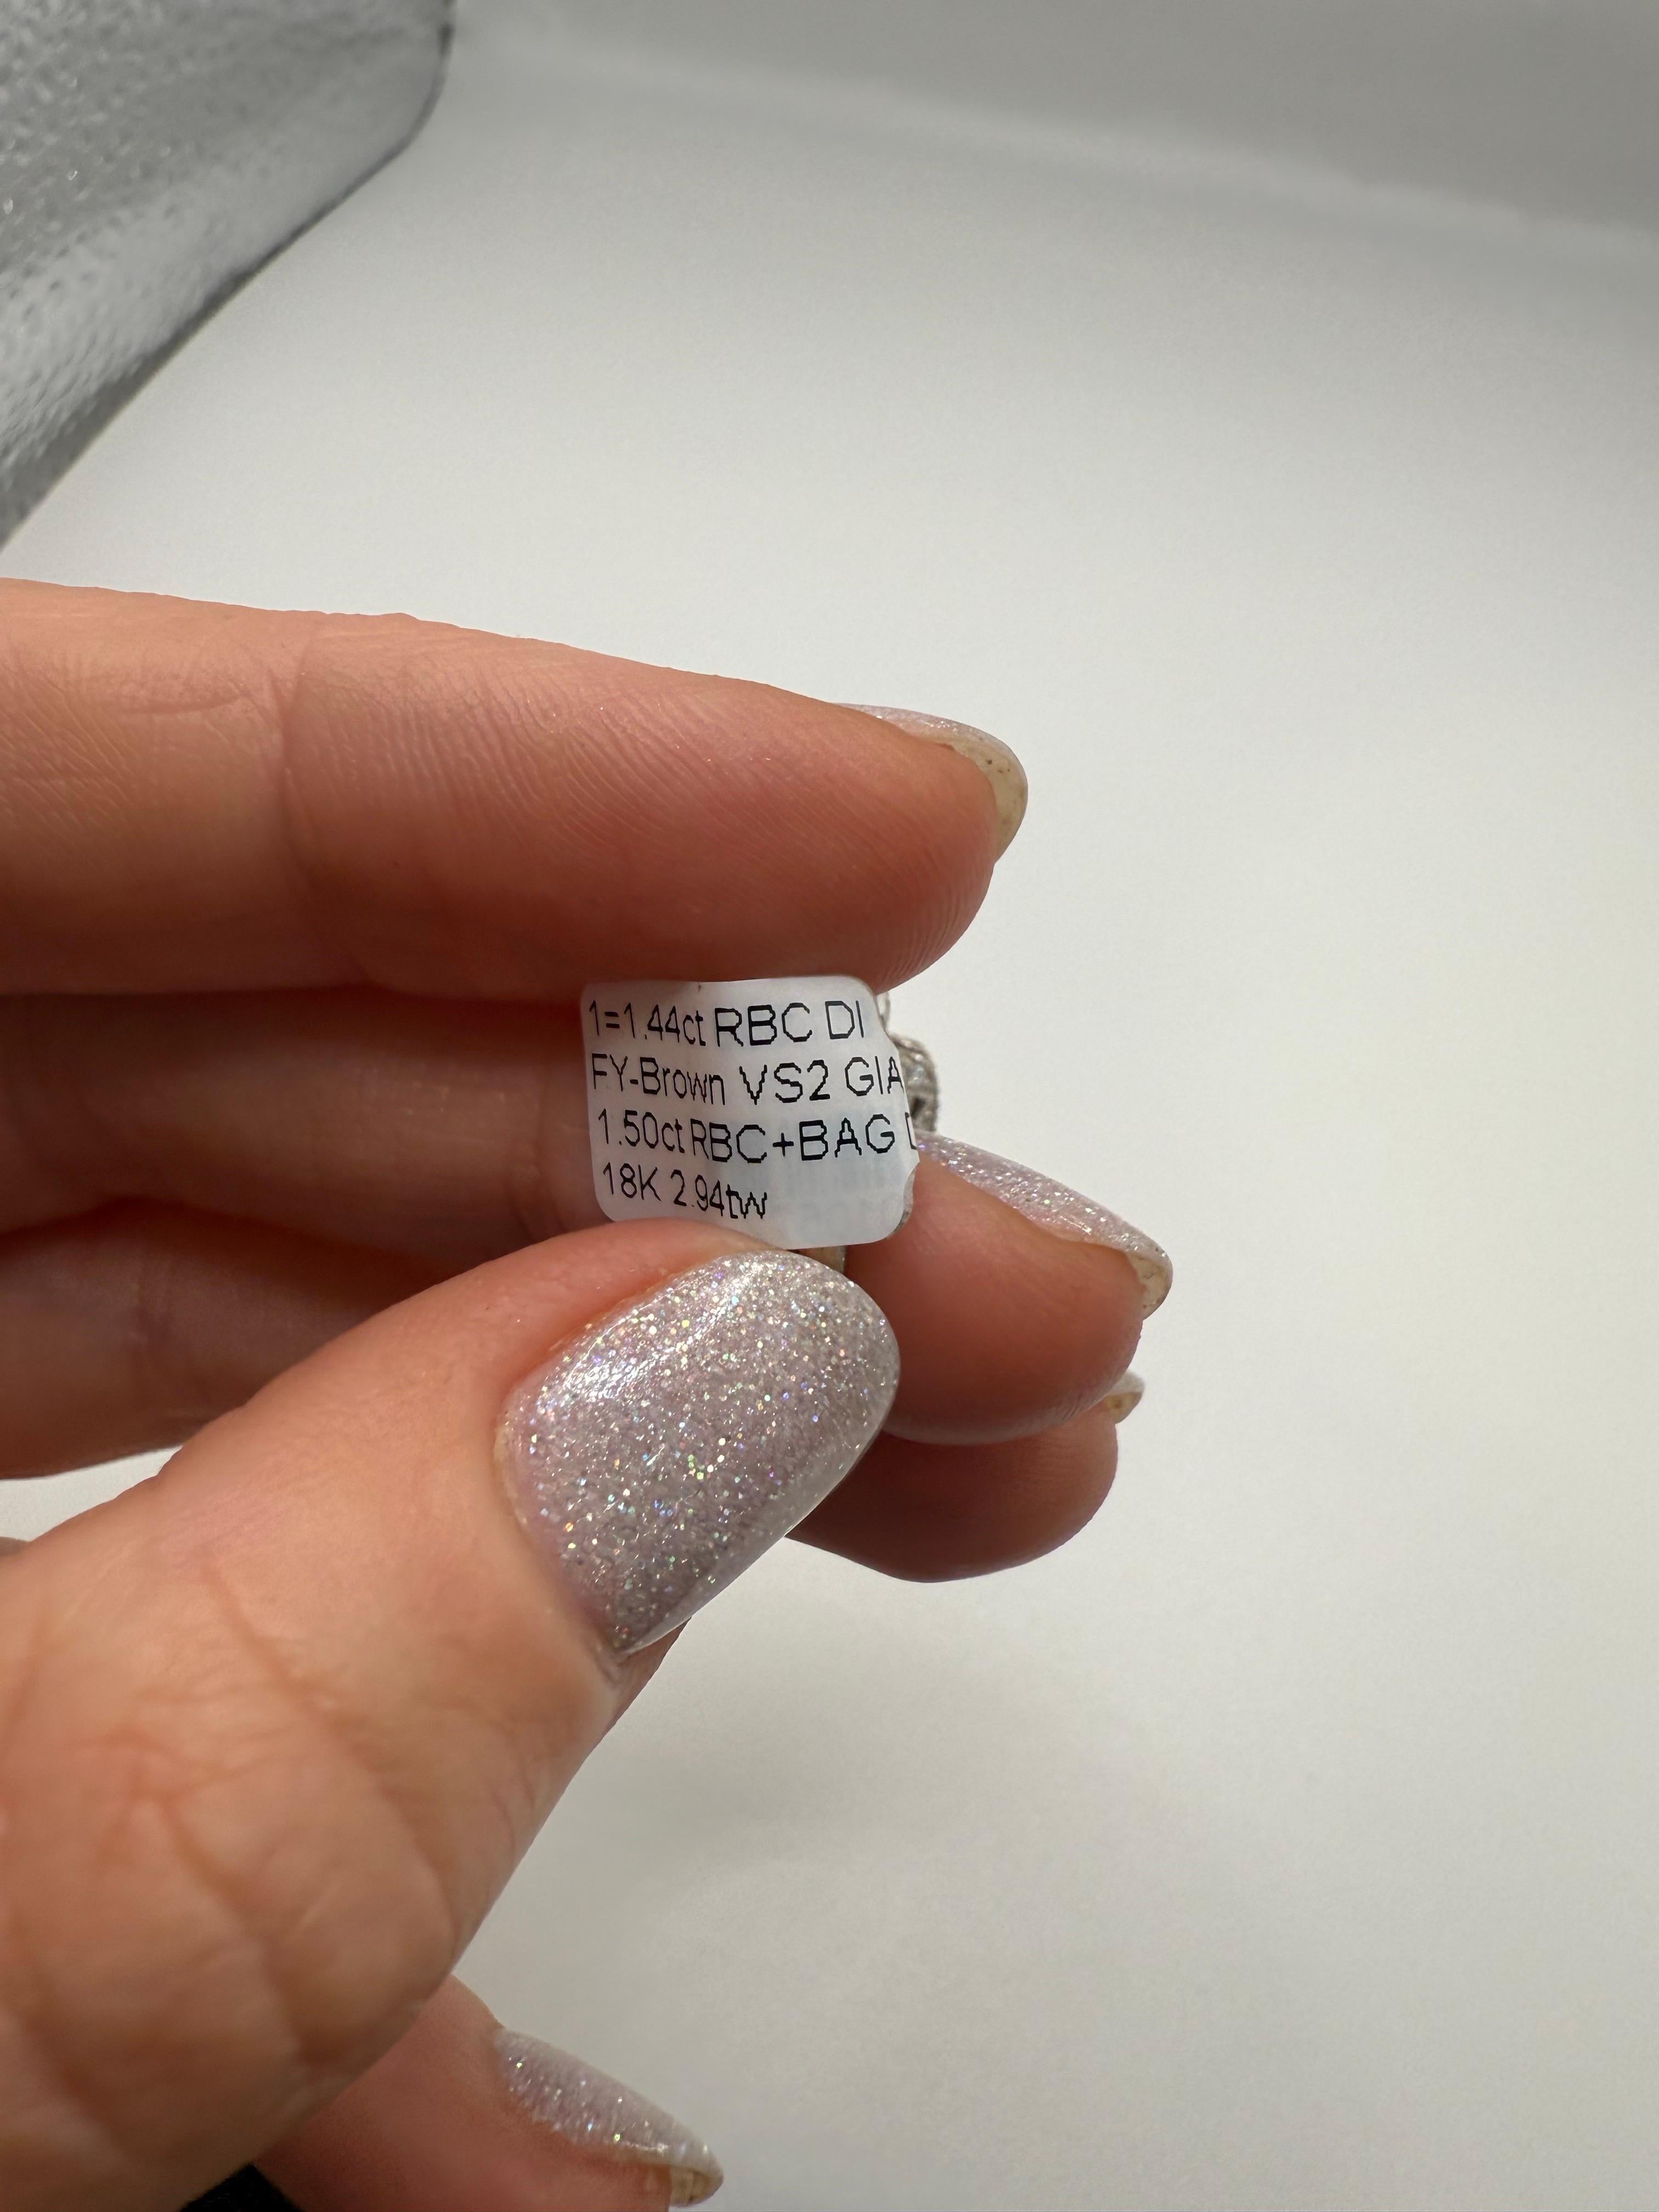 1=1.44ct RBC DI
FY-Brown VS2 GIA
1.50ct RBC+BAG
18K 2.94tw